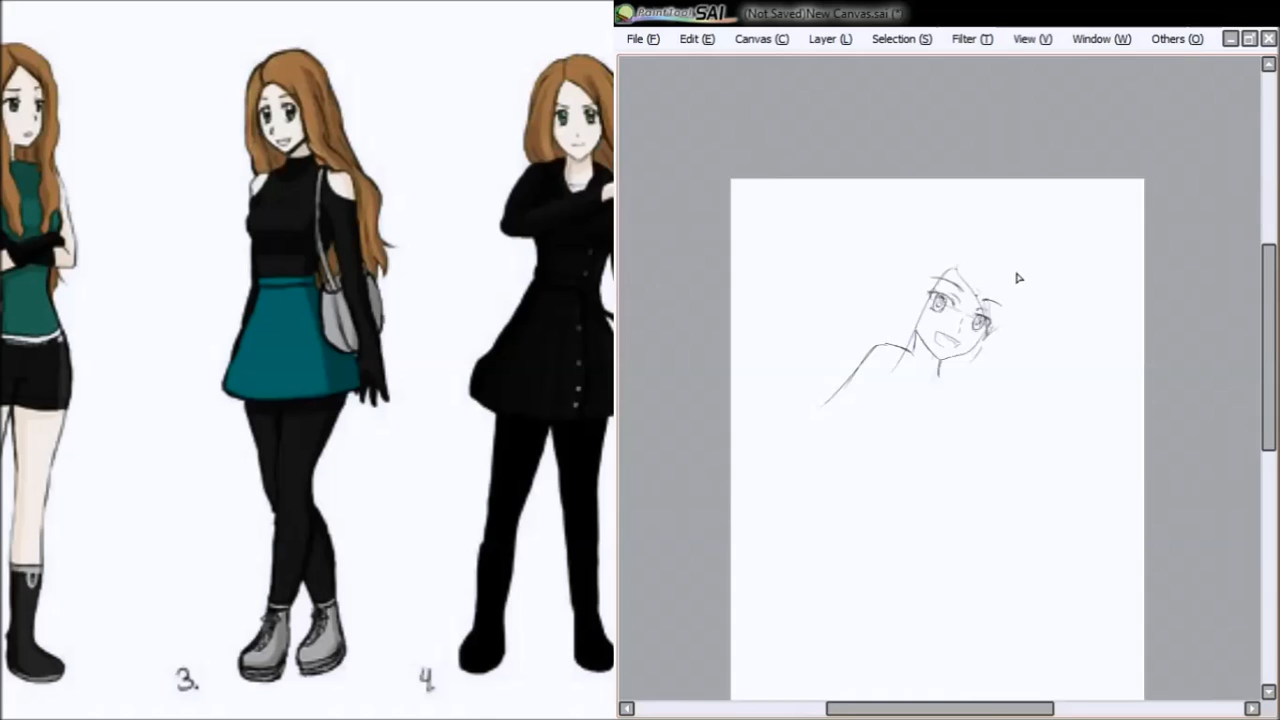 PaintTool SAI (Not Saved)New Canvas.sai (*)
File (F) Edit (E) Canvas (C) Layer (L) Selection (S) Filter (T) View (V) Window (W) Others (O)
3.
4.